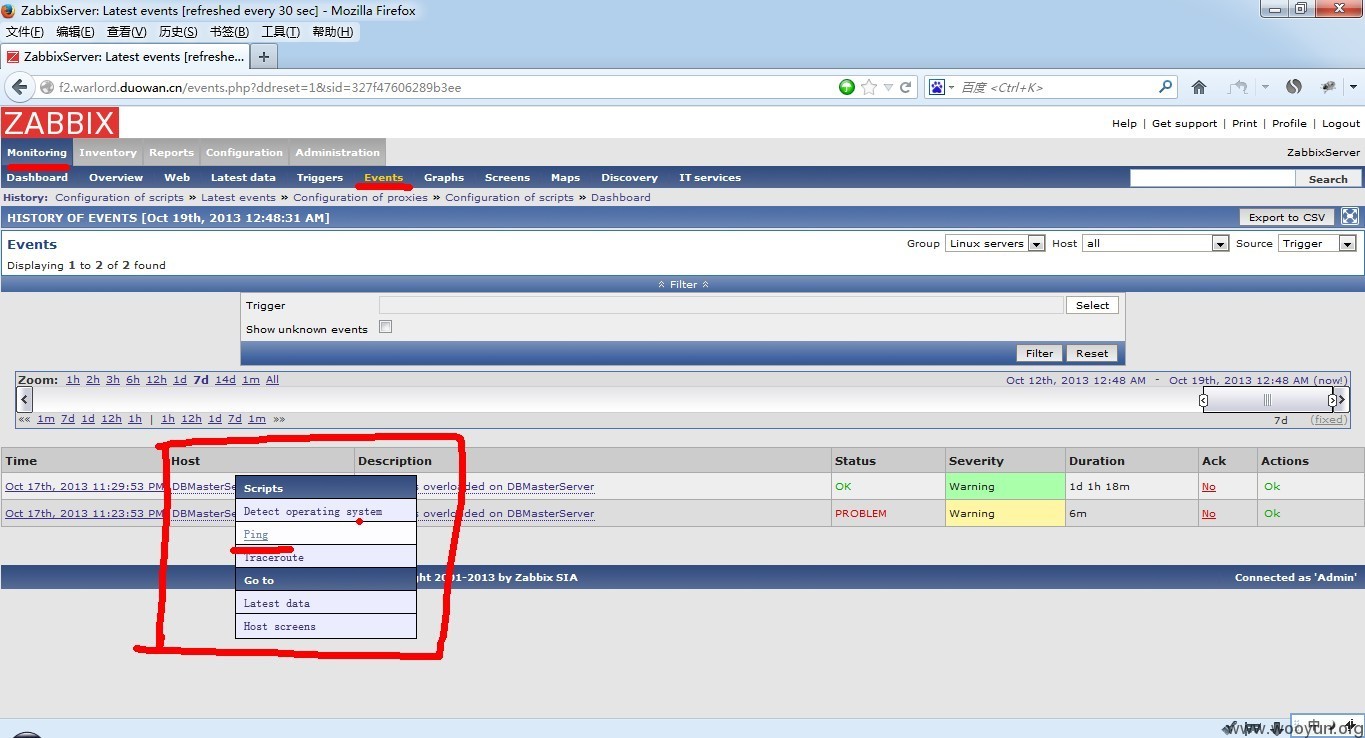 ZabbixServer: Latest events [refreshed every 30 sec] - Mozilla Firefox
文件(F) 编辑(E) 查看(V) 历史(S) 书签(B) 工具(T) 帮助(H)
ZabbixServer: Latest events [refreshe... +
f2.warlord.duowan.cn/events.php?ddreset=1&sid=327f47606289b3ee 百度 <Ctrl+K>
ZABBIX
Help | Get support | Print | Profile | Logout
Monitoring Inventory Reports Configuration Administration ZabbixServer
Dashboard Overview Web Latest data Triggers Events Graphs Screens Maps Discovery IT services Search
History: Configuration of scripts » Latest events » Configuration of proxies » Configuration of scripts » Dashboard
HISTORY OF EVENTS [Oct 19th, 2013 12:48:31 AM] Export to CSV
Events Group Linux servers Host all Source Trigger
Displaying 1 to 2 of 2 found
Filter
Trigger Select
Show unknown events
Filter Reset
Zoom: 1h 2h 3h 6h 12h 1d 7d 14d 1m All Oct 12th, 2013 12:48 AM - Oct 19th, 2013 12:48 AM (now!)
«« 1m 7d 1d 12h 1h | 1h 12h 1d 7d 1m »» 7d (fixed)
Time Host Description Status Severity Duration Ack Actions
Oct 17th, 2013 11:29:53 PM DBMasterSe s overloaded on DBMasterServer OK Warning 1d 1h 18m No Ok
Oct 17th, 2013 11:23:53 PM DBMasterSe s overloaded on DBMasterServer PROBLEM Warning 6m No Ok
Scripts
Detect operating system
Ping
Traceroute
Go to
Latest data
Host screens
ht 2001-2013 by Zabbix SIA Connected as 'Admin'
www.wooyun.org
中